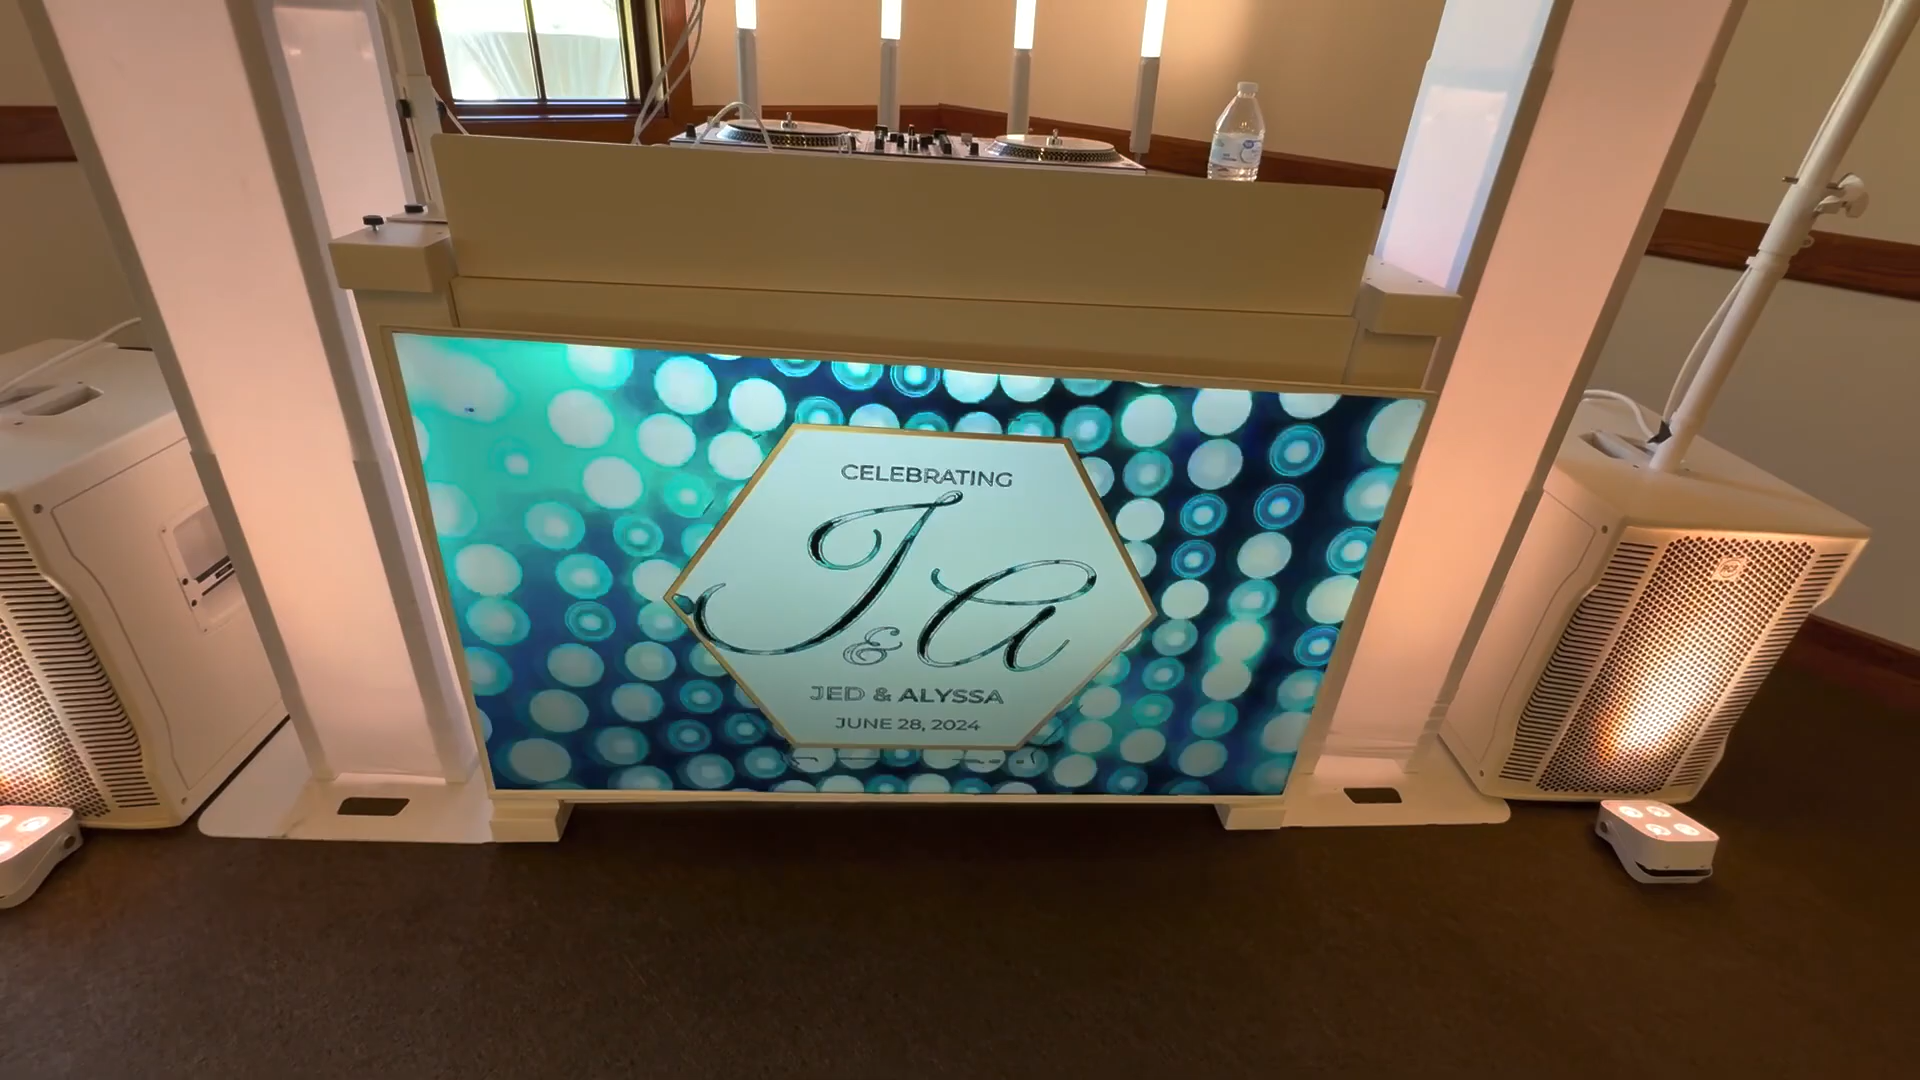 CELEBRATING
J & A
JED & ALYSSA
JUNE 28, 2024